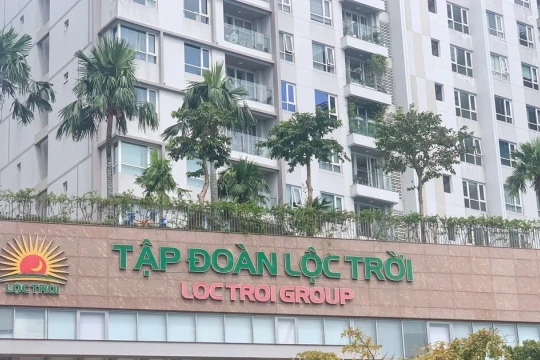 TẬP ĐOÀN LỘC TRỜI
LOC TROI GROUP
LỘC TRỜI